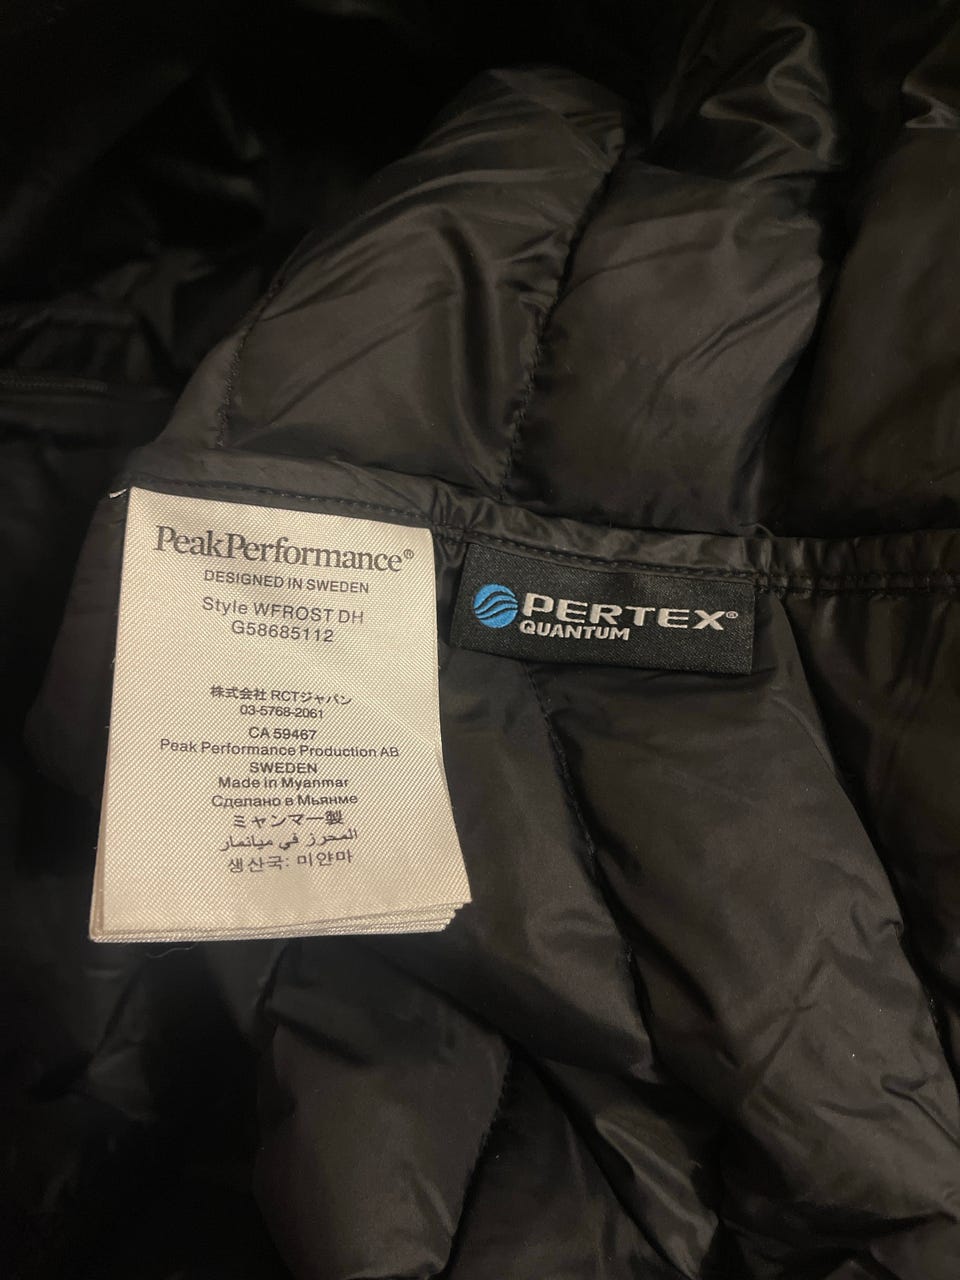 PeakPerformance®
DESIGNED IN SWEDEN
Style WFROST DH
G58685112
株式会社 RCTジャパン
03-5768-2061
CA 59467
Peak Performance Production AB
SWEDEN
Made in Myanmar
Сделано в Мьянме
ミャンマー製
المحرز في ميانمار
생산국: 미얀마
PERTEX®
QUANTUM